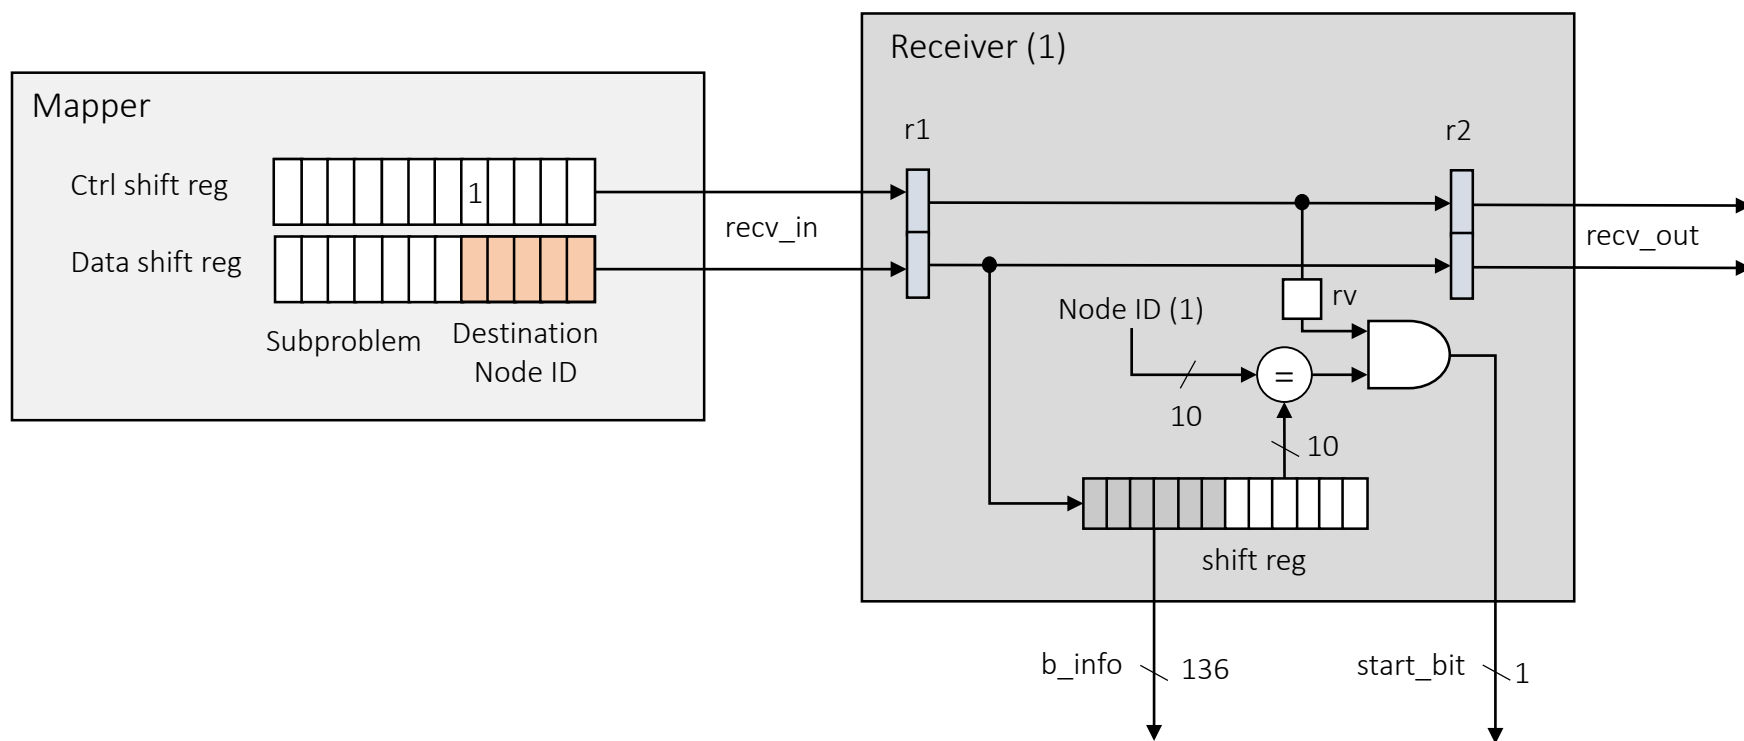 Receiver (1)
Mapper
r1
r2
Ctrl shift reg
1
recv_in
recv_out
Data shift reg
rv
Node ID (1)
Subproblem
Destination
Node ID
=
10
10
shift reg
b_info
136
start_bit
1